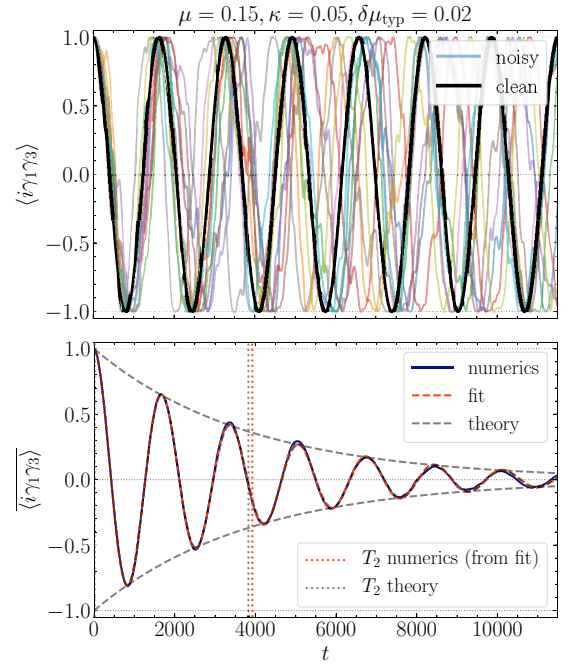 μ = 0.15, κ = 0.05, δμ_typ = 0.02
1.0
0.5
0.0
−0.5
−1.0
⟨iγ₁γ₃⟩
noisy
clean
1.0
0.5
0.0
−0.5
−1.0
⟨iγ₁γ₃⟩
numerics
fit
theory
T₂ numerics (from fit)
T₂ theory
0 2000 4000 6000 8000 10000
t